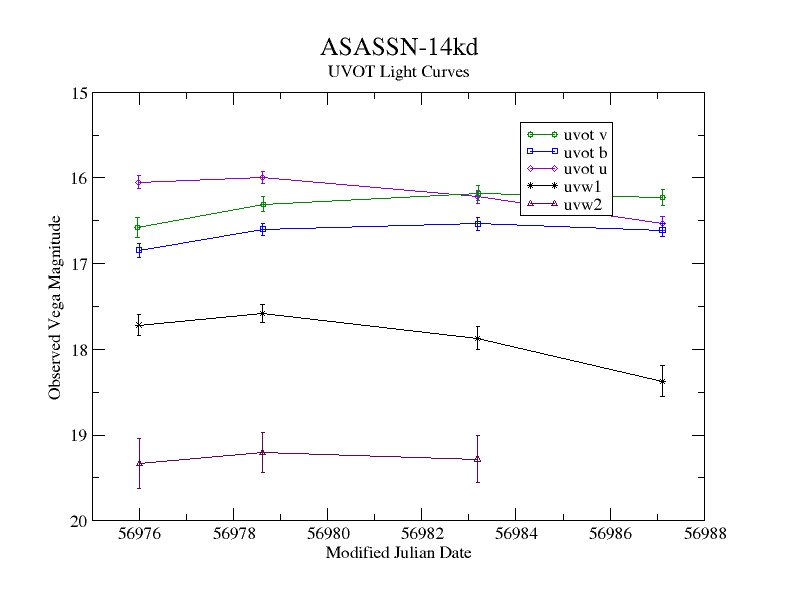 ASASSN-14kd
UVOT Light Curves
15
16
17
18
19
20
Observed Vega Magnitude
uvot v
uvot b
uvot u
uvw1
uvw2
56976 56978 56980 56982 56984 56986 56988
Modified Julian Date